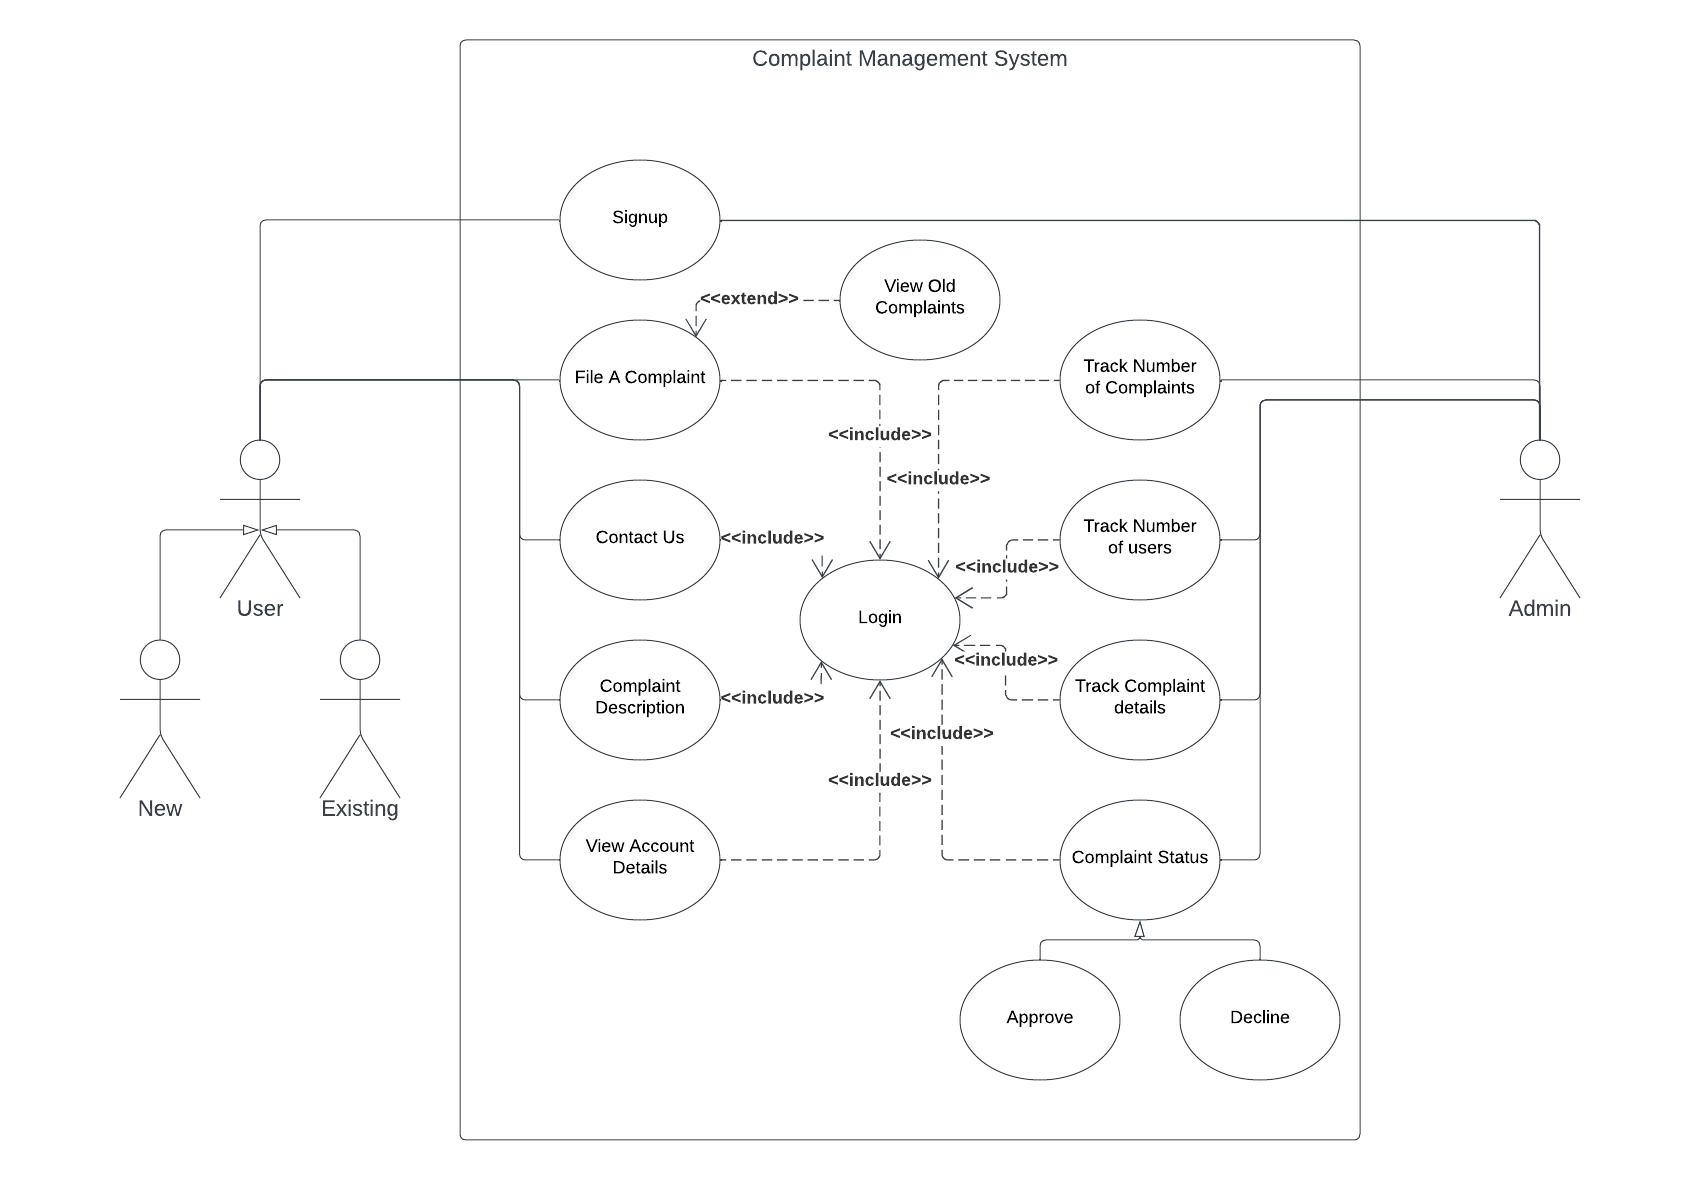 Complaint Management System
Signup
View Old
Complaints
<<extend>>
File A Complaint
Track Number
of Complaints
<<include>>
<<include>>
Contact Us
<<include>>
Track Number
of users
<<include>>
User
Login
Admin
<<include>>
Complaint
Description
<<include>>
Track Complaint
details
<<include>>
<<include>>
New
Existing
View Account
Details
Complaint Status
Approve
Decline